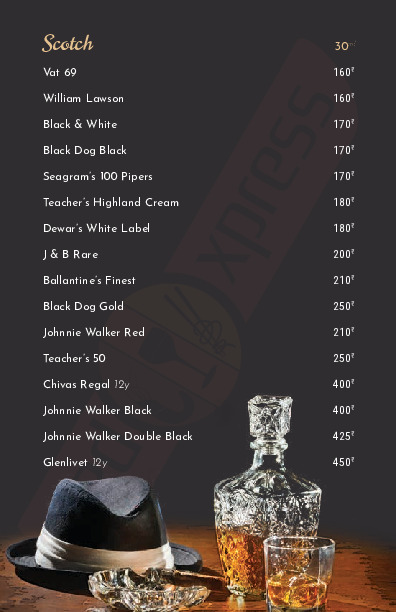 Scotch 30ml
Vat 69 160₹
William Lawson 160₹
Black & White 170₹
Black Dog Black 170₹
Seagram's 100 Pipers 170₹
Teacher's Highland Cream 180₹
Dewar's White Label 180₹
J & B Rare 200₹
Ballantine's Finest 210₹
Black Dog Gold 250₹
Johnnie Walker Red 210₹
Teacher's 50 250₹
Chivas Regal 12y 400₹
Johnnie Walker Black 400₹
Johnnie Walker Double Black 425₹
Glenlivet 12y 450₹
xpress